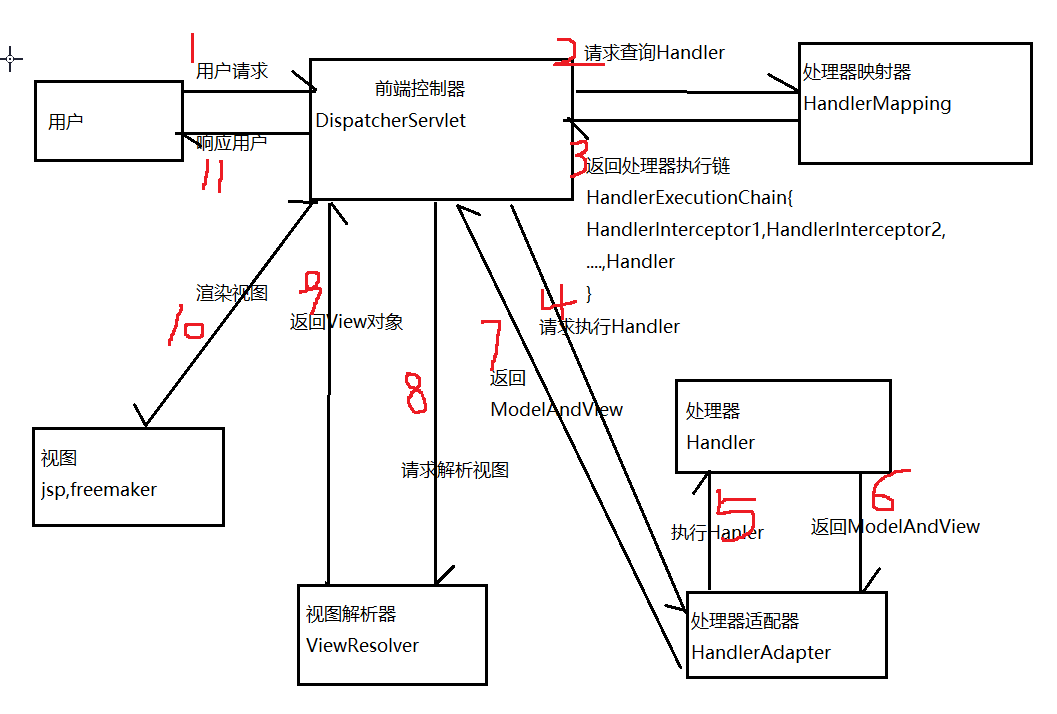 1
用户请求
2
请求查询Handler
用户
前端控制器
DispatcherServlet
处理器映射器
HandlerMapping
响应用户
11
3
返回处理器执行链
HandlerExecutionChain{
HandlerInterceptor1,HandlerInterceptor2,
....,Handler
}
渲染视图
10
9
返回View对象
4
请求执行Handler
7
返回
ModelAndView
8
请求解析视图
处理器
Handler
5
执行Hanler
6
返回ModelAndView
视图
jsp,freemaker
视图解析器
ViewResolver
处理器适配器
HandlerAdapter